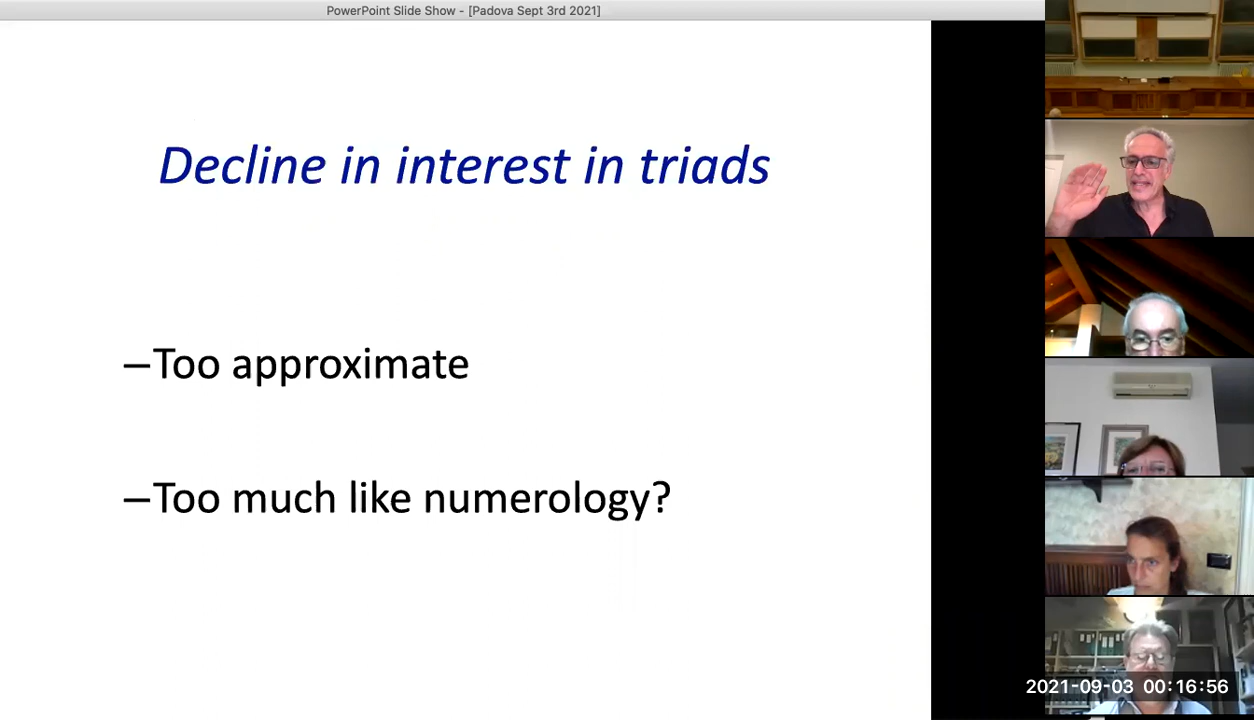 PowerPoint Slide Show - [Padova Sept 3rd 2021]
Decline in interest in triads
–Too approximate
–Too much like numerology?
2021-09-03 00:16:56